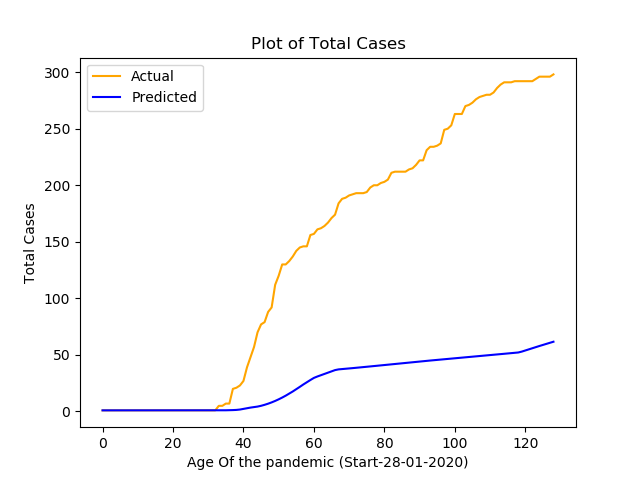 Plot of Total Cases
Actual
Predicted
300
250
200
150
100
50
0
Total Cases
0 20 40 60 80 100 120
Age Of the pandemic (Start-28-01-2020)